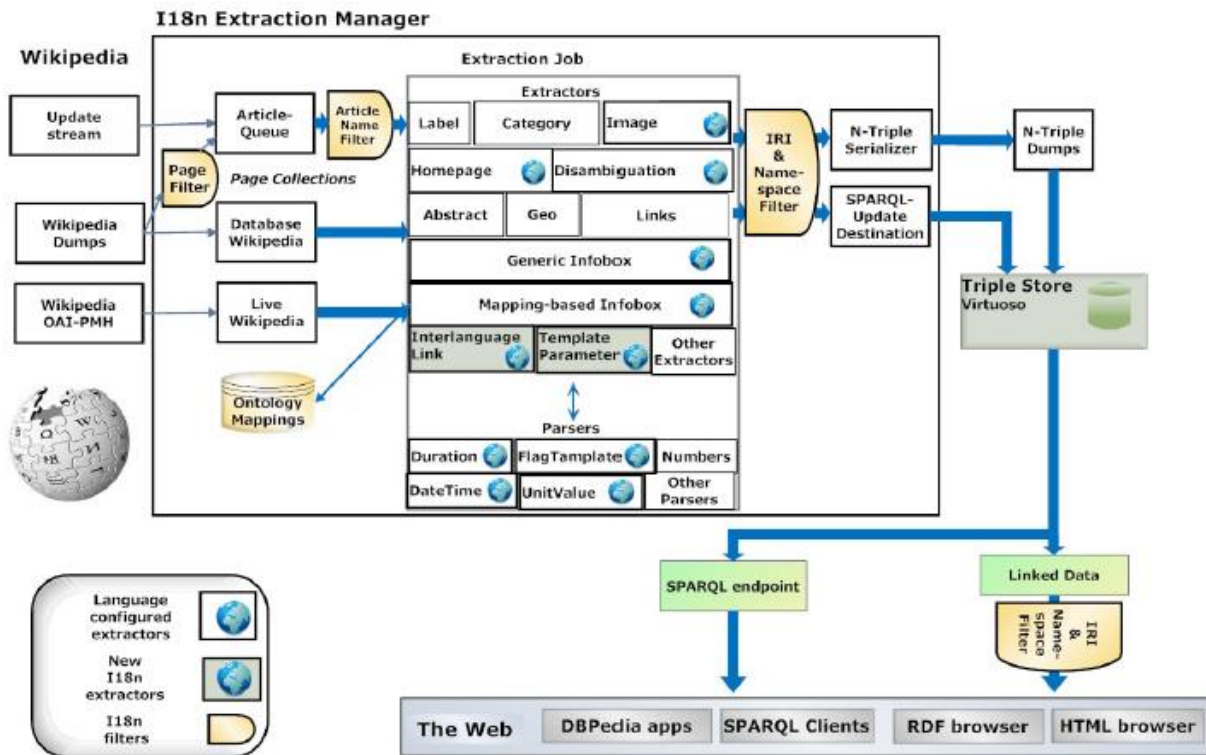 I18n Extraction Manager
Wikipedia
Extraction Job
Update
stream
Article-
Queue
Article
Name
Filter
Page
Filter
Page Collections
Wikipedia
Dumps
Database
Wikipedia
Wikipedia
OAI-PMH
Live
Wikipedia
Ontology
Mappings
Extractors
Label
Category
Image
Homepage
Disambiguation
Abstract
Geo
Links
Generic Infobox
Mapping-based Infobox
Interlanguage
Link
Template
Parameter
Other
Extractors
Parsers
Duration
FlagTamplate
Numbers
DateTime
UnitValue
Other
Parsers
IRI
&
Name-
space
Filter
N-Triple
Serializer
N-Triple
Dumps
SPARQL-
Update
Destination
Triple Store
Virtuoso
SPARQL endpoint
Linked Data
IRI
&
Name-
space
Filter
Language
configured
extractors
New
I18n
extractors
I18n
filters
The Web
DBPedia apps
SPARQL Clients
RDF browser
HTML browser